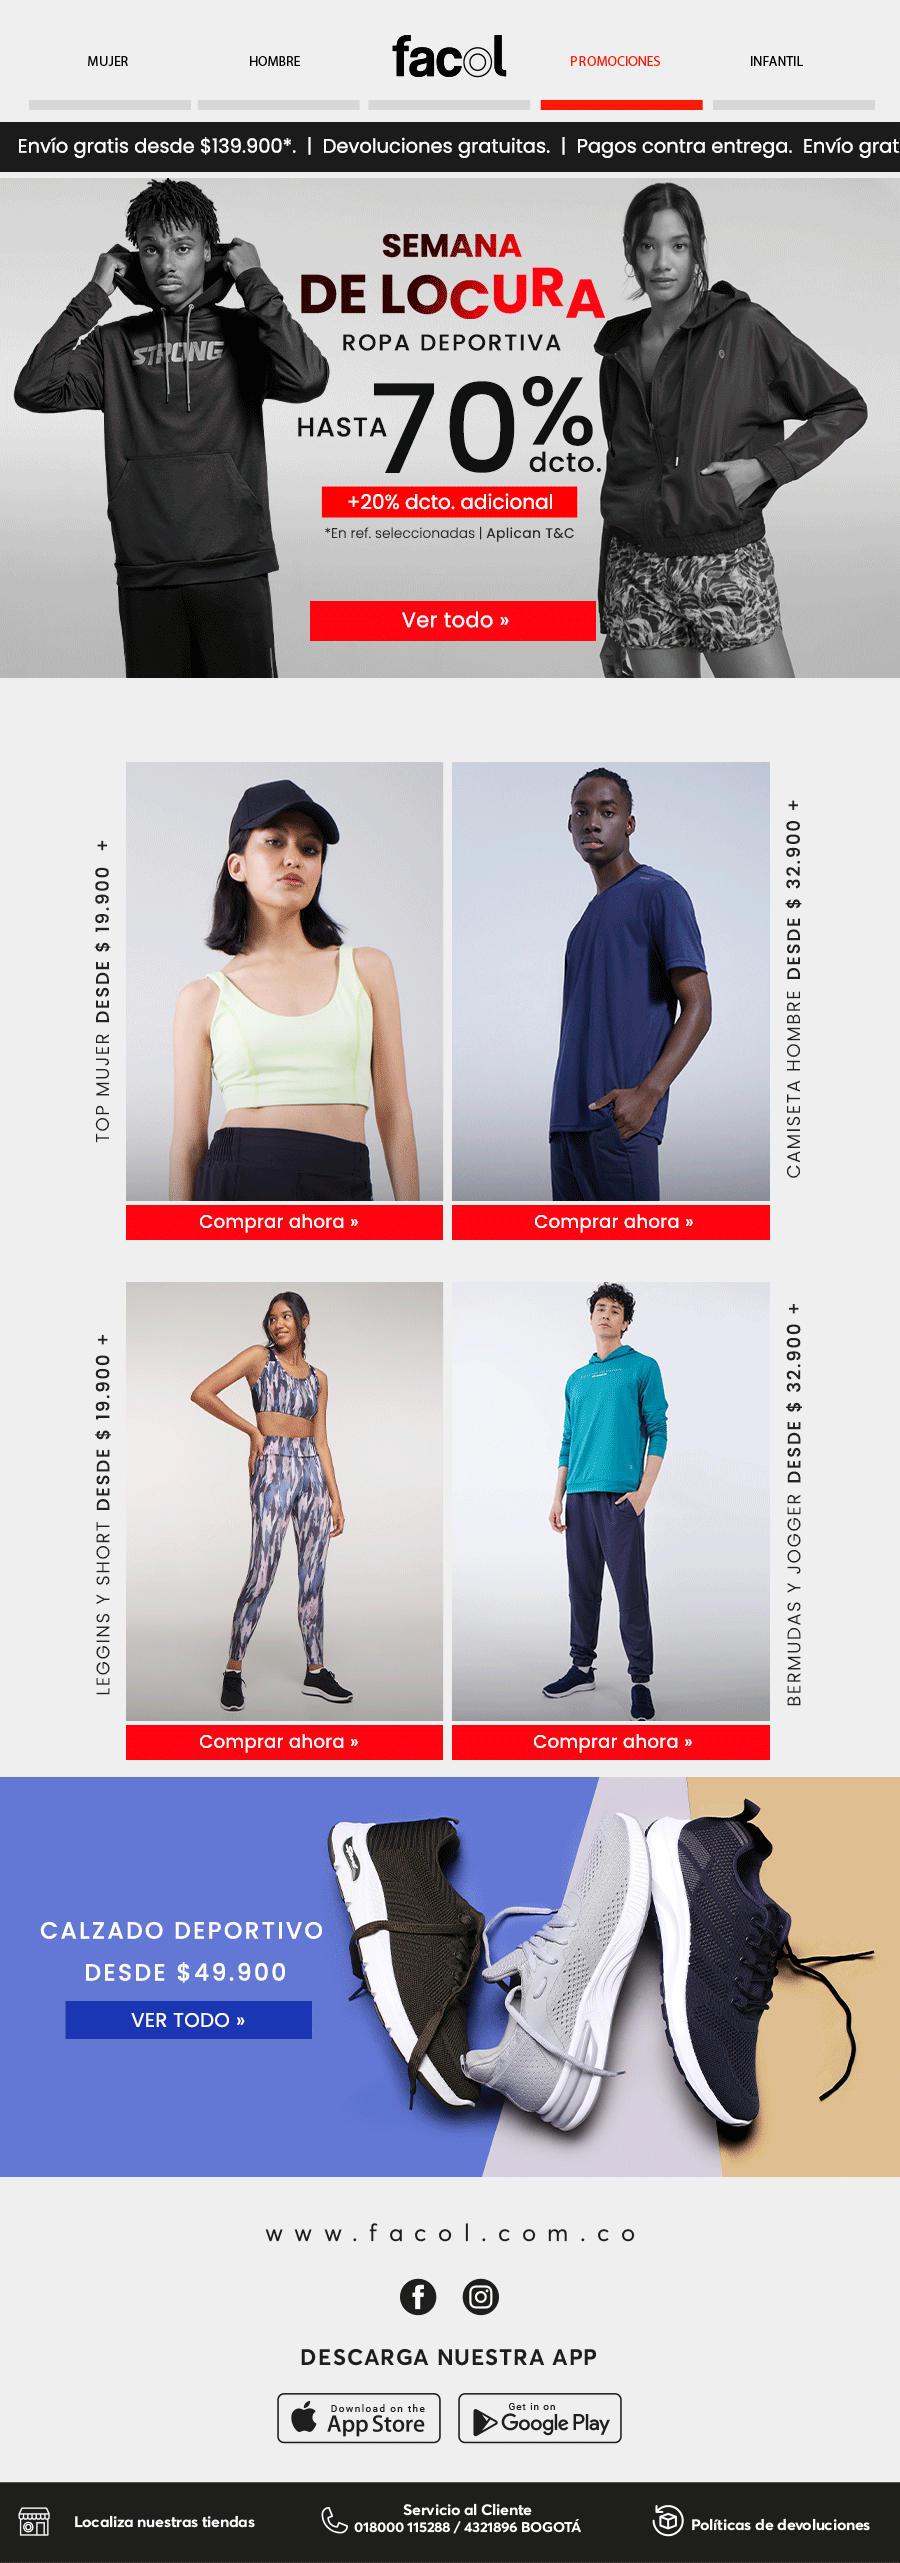 MUJER
HOMBRE
facol
PROMOCIONES
INFANTIL
Envío gratis desde $139.900*. | Devoluciones gratuitas. | Pagos contra entrega. Envío grat
SEMANA
DE LOCURA
ROPA DEPORTIVA
HASTA 70%
dcto.
+20% dcto. adicional
*En ref. seleccionadas | Aplican T&C
Ver todo »
STRONG
TOP MUJER DESDE $ 19.900 +
CAMISETA HOMBRE DESDE $ 32.900 +
Comprar ahora »
Comprar ahora »
LEGGINS Y SHORT DESDE $ 19.900 +
BERMUDAS Y JOGGER DESDE $ 32.900 +
Comprar ahora »
Comprar ahora »
CALZADO DEPORTIVO
DESDE $49.900
VER TODO »
www.facol.com.co
DESCARGA NUESTRA APP
Download on the
App Store
Get in on
Google Play
Localiza nuestras tiendas
Servicio al Cliente
018000 115288 / 4321896 BOGOTÁ
Políticas de devoluciones